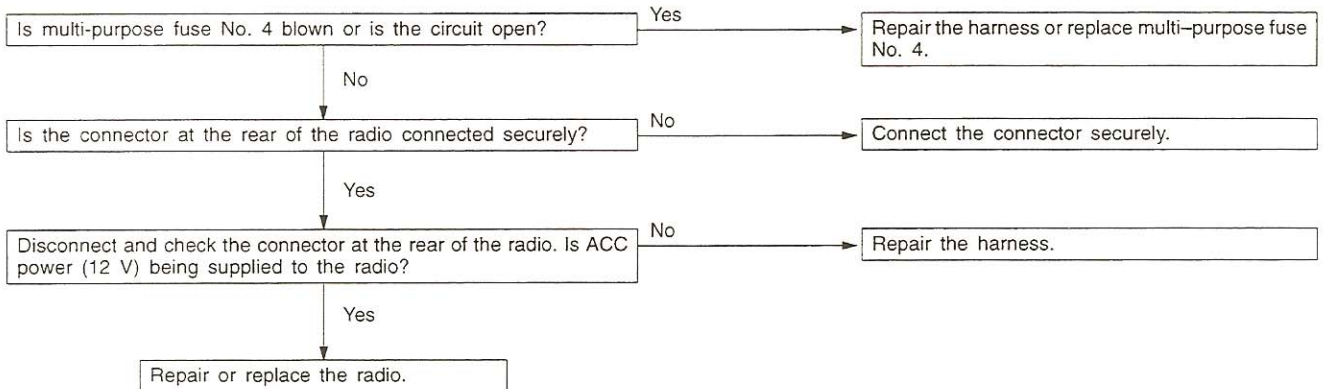 Is multi-purpose fuse No. 4 blown or is the circuit open?
Yes
Repair the harness or replace multi–purpose fuse
No. 4.
No
Is the connector at the rear of the radio connected securely?
No
Connect the connector securely.
Yes
Disconnect and check the connector at the rear of the radio. Is ACC
power (12 V) being supplied to the radio?
No
Repair the harness.
Yes
Repair or replace the radio.